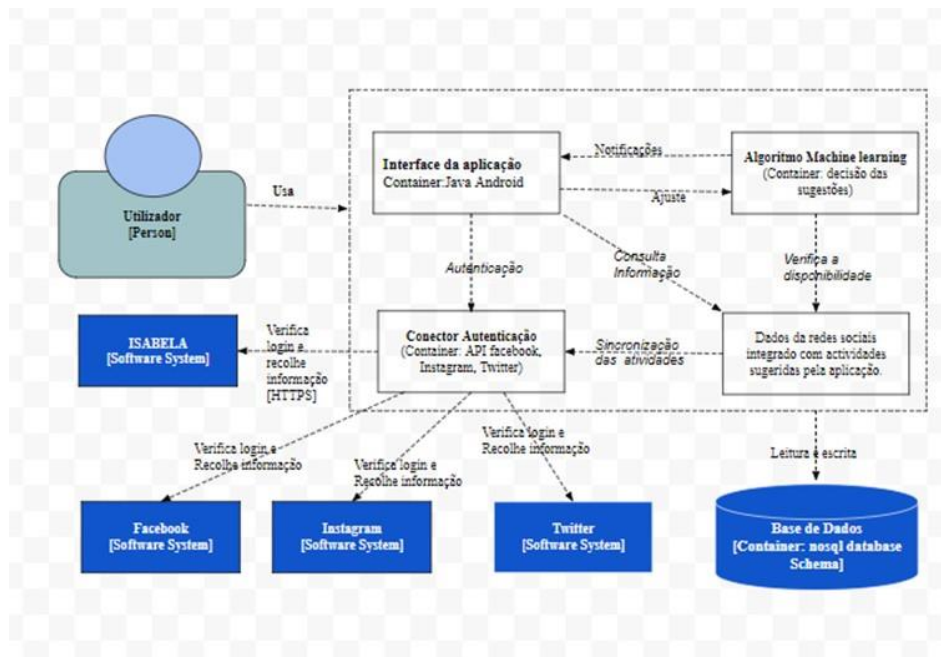 Interface da aplicação
Container:Java Android
Notificações
Ajuste
Algoritmo Machine learning
(Container: decisão das
sugestões)
Utilizador
[Person]
Usa
Autenticação
Consulta
Informação
Verifica a
disponibilidade
ISABELA
[Software System]
Verifica
login e
recolhe
informação
[HTTPS]
Conector Autenticação
(Container: API facebook,
Instagram, Twitter)
Sincronização
das atividades
Dados da redes sociais
integrado com actividades
sugeridas pela aplicação.
Verifica login e
Recolhe informação
Verifica login e
Recolhe informação
Verifica login e
Recolhe informação
Leitura e escrita
Facebook
[Software System]
Instagram
[Software System]
Twitter
[Software System]
Base de Dados
[Container: nosql database
Schema]